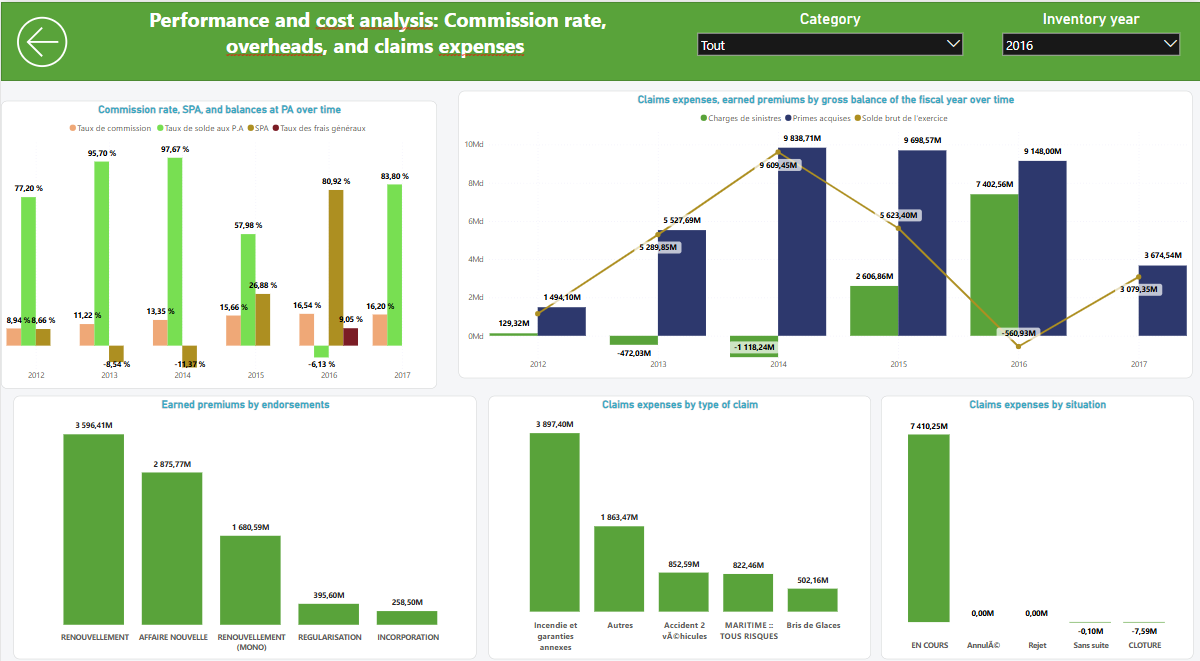 Performance and cost analysis: Commission rate,
overheads, and claims expenses
Category
Tout
Inventory year
2016
Commission rate, SPA, and balances at PA over time
Taux de commission Taux de solde aux P.A SPA Taux des frais généraux
77,20 %
95,70 %
97,67 %
57,98 %
80,92 %
83,80 %
8,94 % 8,66 %
11,22 %
-8,54 %
13,35 %
-11,37 %
15,66 %
26,88 %
16,54 %
-6,13 %
9,05 %
16,20 %
2012 2013 2014 2015 2016 2017
Claims expenses, earned premiums by gross balance of the fiscal year over time
Charges de sinistres Primes acquises Solde brut de l'exercice
10Md
8Md
6Md
4Md
2Md
0Md
129,32M
1 494,10M
-472,03M
5 289,85M
5 527,69M
-1 118,24M
9 609,45M
9 838,71M
2 606,86M
5 623,40M
9 698,57M
7 402,56M
-560,93M
9 148,00M
3 079,35M
3 674,54M
2012 2013 2014 2015 2016 2017
Earned premiums by endorsements
3 596,41M
2 875,77M
1 680,59M
395,60M
258,50M
RENOUVELLEMENT AFFAIRE NOUVELLE RENOUVELLEMENT REGULARISATION INCORPORATION
(MONO)
Claims expenses by type of claim
3 897,40M
1 863,47M
852,59M
822,46M
502,16M
Incendie et Autres Accident 2 MARITIME :: Bris de Glaces
garanties vÃ©hicules TOUS RISQUES
annexes
Claims expenses by situation
7 410,25M
0,00M
0,00M
-0,10M
-7,59M
EN COURS AnnulÃ© Rejet Sans suite CLOTURE